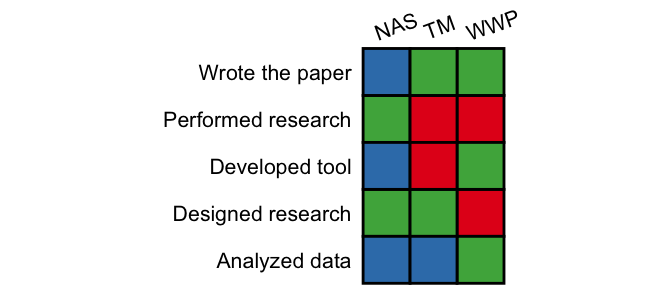 NAS TM WWP
Wrote the paper
Performed research
Developed tool
Designed research
Analyzed data